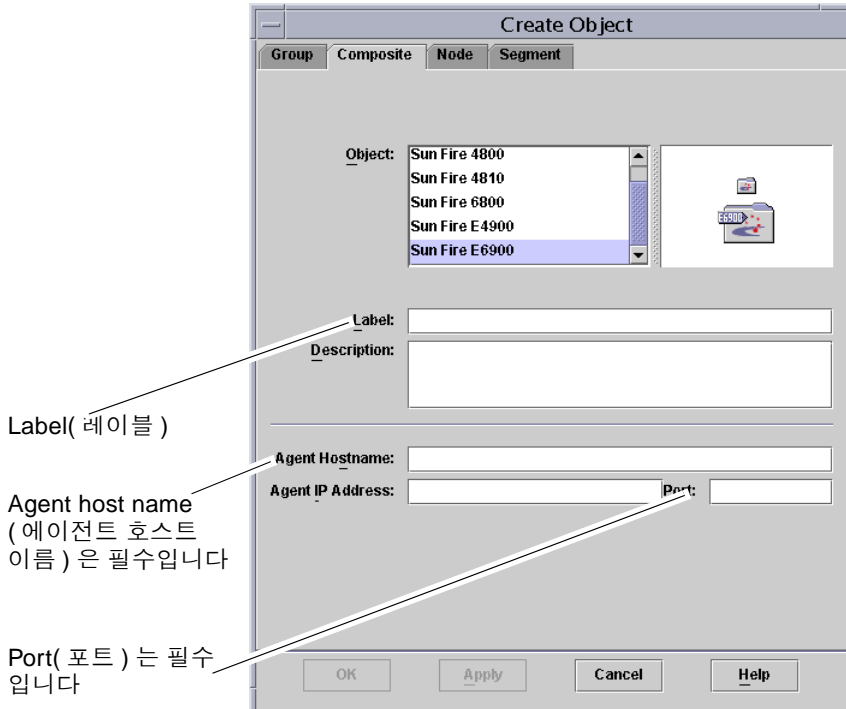 Create Object
Group Composite Node Segment
Object:
Sun Fire 4800
Sun Fire 4810
Sun Fire 6800
Sun Fire E4900
Sun Fire E6900
E6900
Label:
Description:
Label( 레이블 )
Agent Hostname:
Agent IP Address: Port:
Agent host name
( 에이전트 호스트
이름 ) 은 필수입니다
Port( 포트 ) 는 필수
입니다
OK Apply Cancel Help